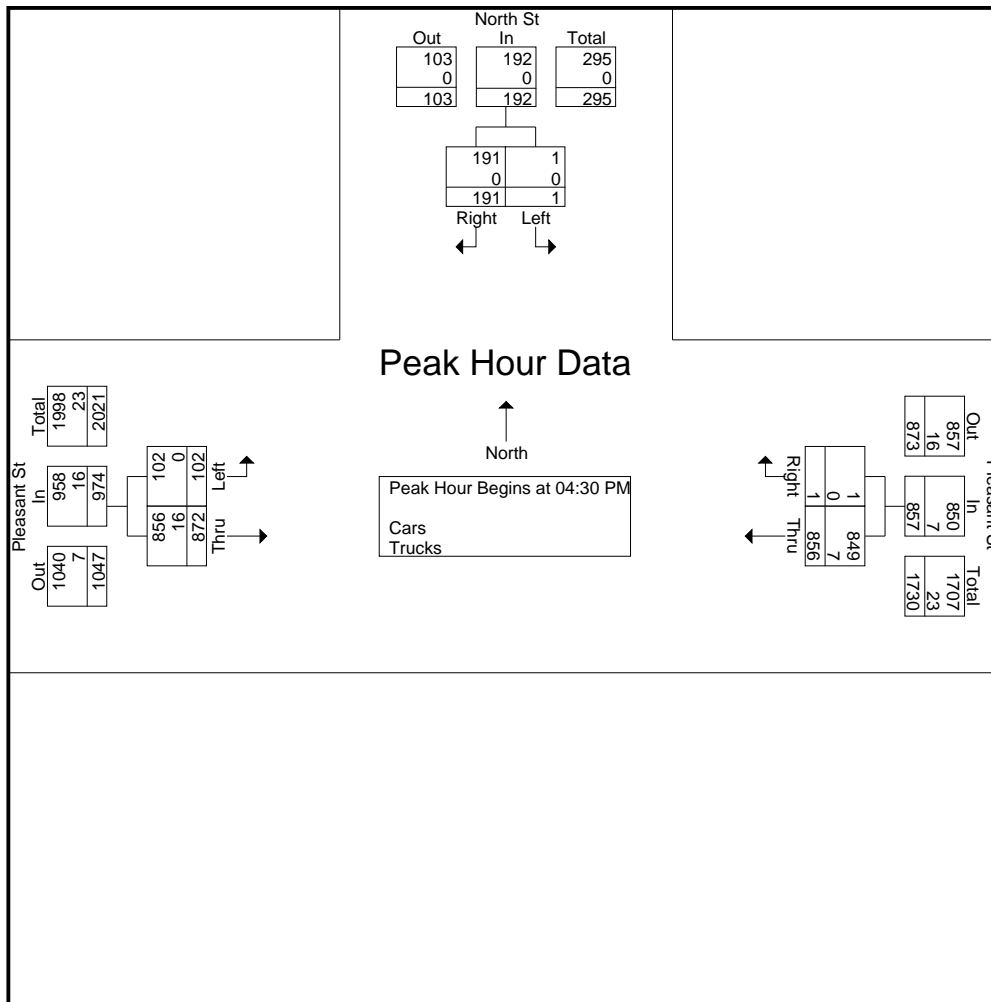 North St
Out In Total
103 192 295
0 0 0
103 192 295
191 1
0 0
191 1
Right Left
Peak Hour Data
North
Peak Hour Begins at 04:30 PM
Cars
Trucks
Pleasant St
Total In Out
1998 958 1040
23 16 7
2021 974 1047
102 856
0 16
102 872
Left Thru
Pleasant St
Out In Total
857 850 1707
16 7 23
873 857 1730
1 849
0 7
1 856
Right Thru